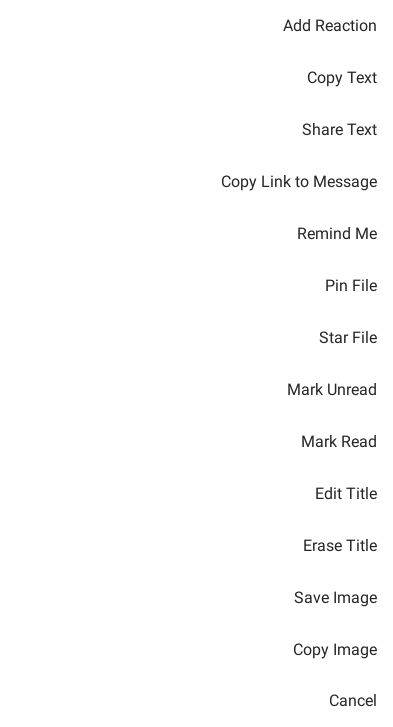 Add Reaction
Copy Text
Share Text
Copy Link to Message
Remind Me
Pin File
Star File
Mark Unread
Mark Read
Edit Title
Erase Title
Save Image
Copy Image
Cancel